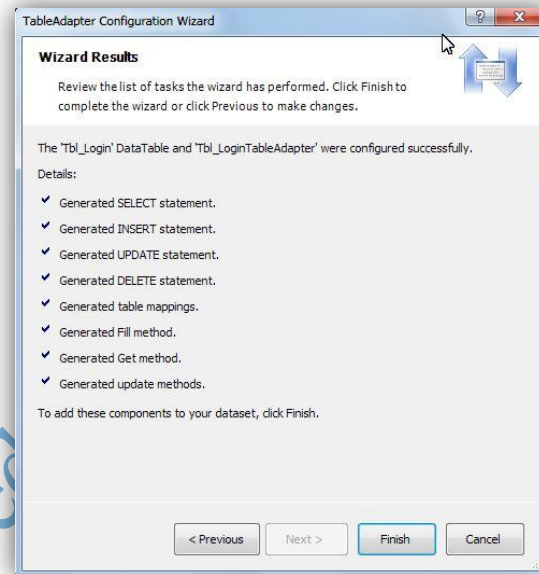 TableAdapter Configuration Wizard
Wizard Results
Review the list of tasks the wizard has performed. Click Finish to
complete the wizard or click Previous to make changes.
The 'Tbl_Login' DataTable and 'Tbl_LoginTableAdapter' were configured successfully.
Details:
Generated SELECT statement.
Generated INSERT statement.
Generated UPDATE statement.
Generated DELETE statement.
Generated table mappings.
Generated Fill method.
Generated Get method.
Generated update methods.
To add these components to your dataset, click Finish.
< Previous Next > Finish Cancel